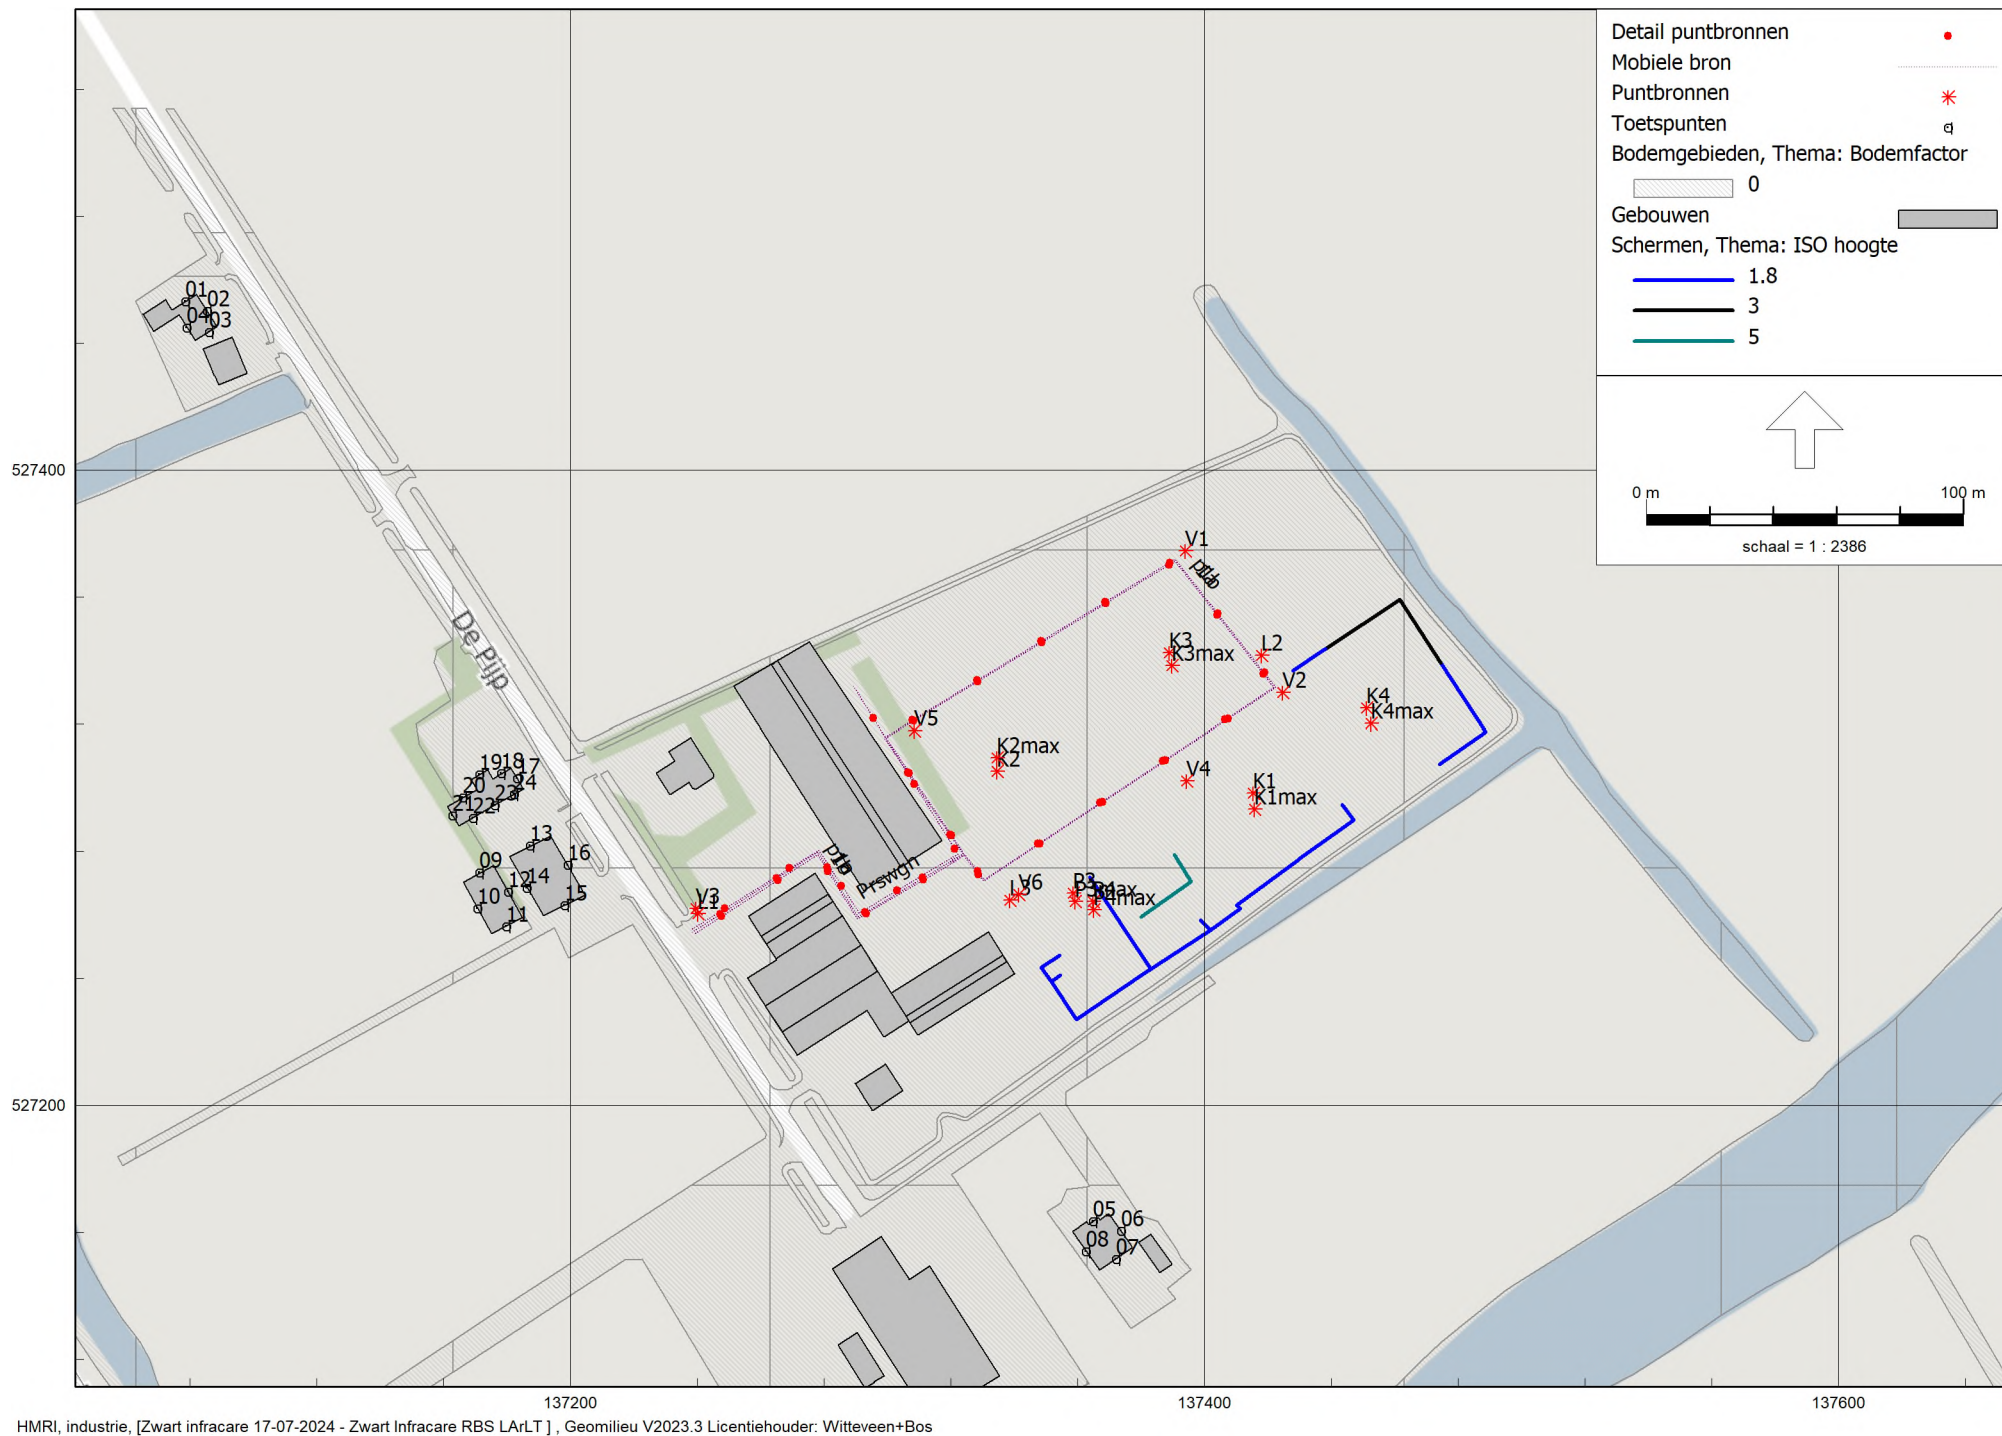 Detail puntbronnen
Mobiele bron
Puntbronnen
Toetspunten
Bodemgebieden, Thema: Bodemfactor
0
Gebouwen
Schermen, Thema: ISO hoogte
1.8
3
5
0 m 100 m
schaal = 1 : 2386
01
02
04
03
527400
De Pijp
V1
K3
K3max
L2
V2
K4
K4max
V5
K2max
K2
V4
K1
K1max
19
18
17
20
24
23
21
22
13
16
09
12
14
10
15
11
Prswgn
V3
L1
V6
L3
P3
527200
05
06
08
07
137200
137400
137600
HMRI, industrie, [Zwart infracare 17-07-2024 - Zwart Infracare RBS LArLT ] , Geomilieu V2023.3 Licentiehouder: Witteveen+Bos